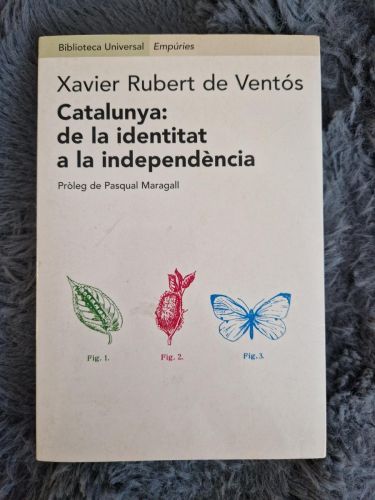 Biblioteca Universal Empúries
Xavier Rubert de Ventós
Catalunya:
de la identitat
a la independència
Pròleg de Pasqual Maragall
Fig. 1. Fig. 2. Fig. 3.